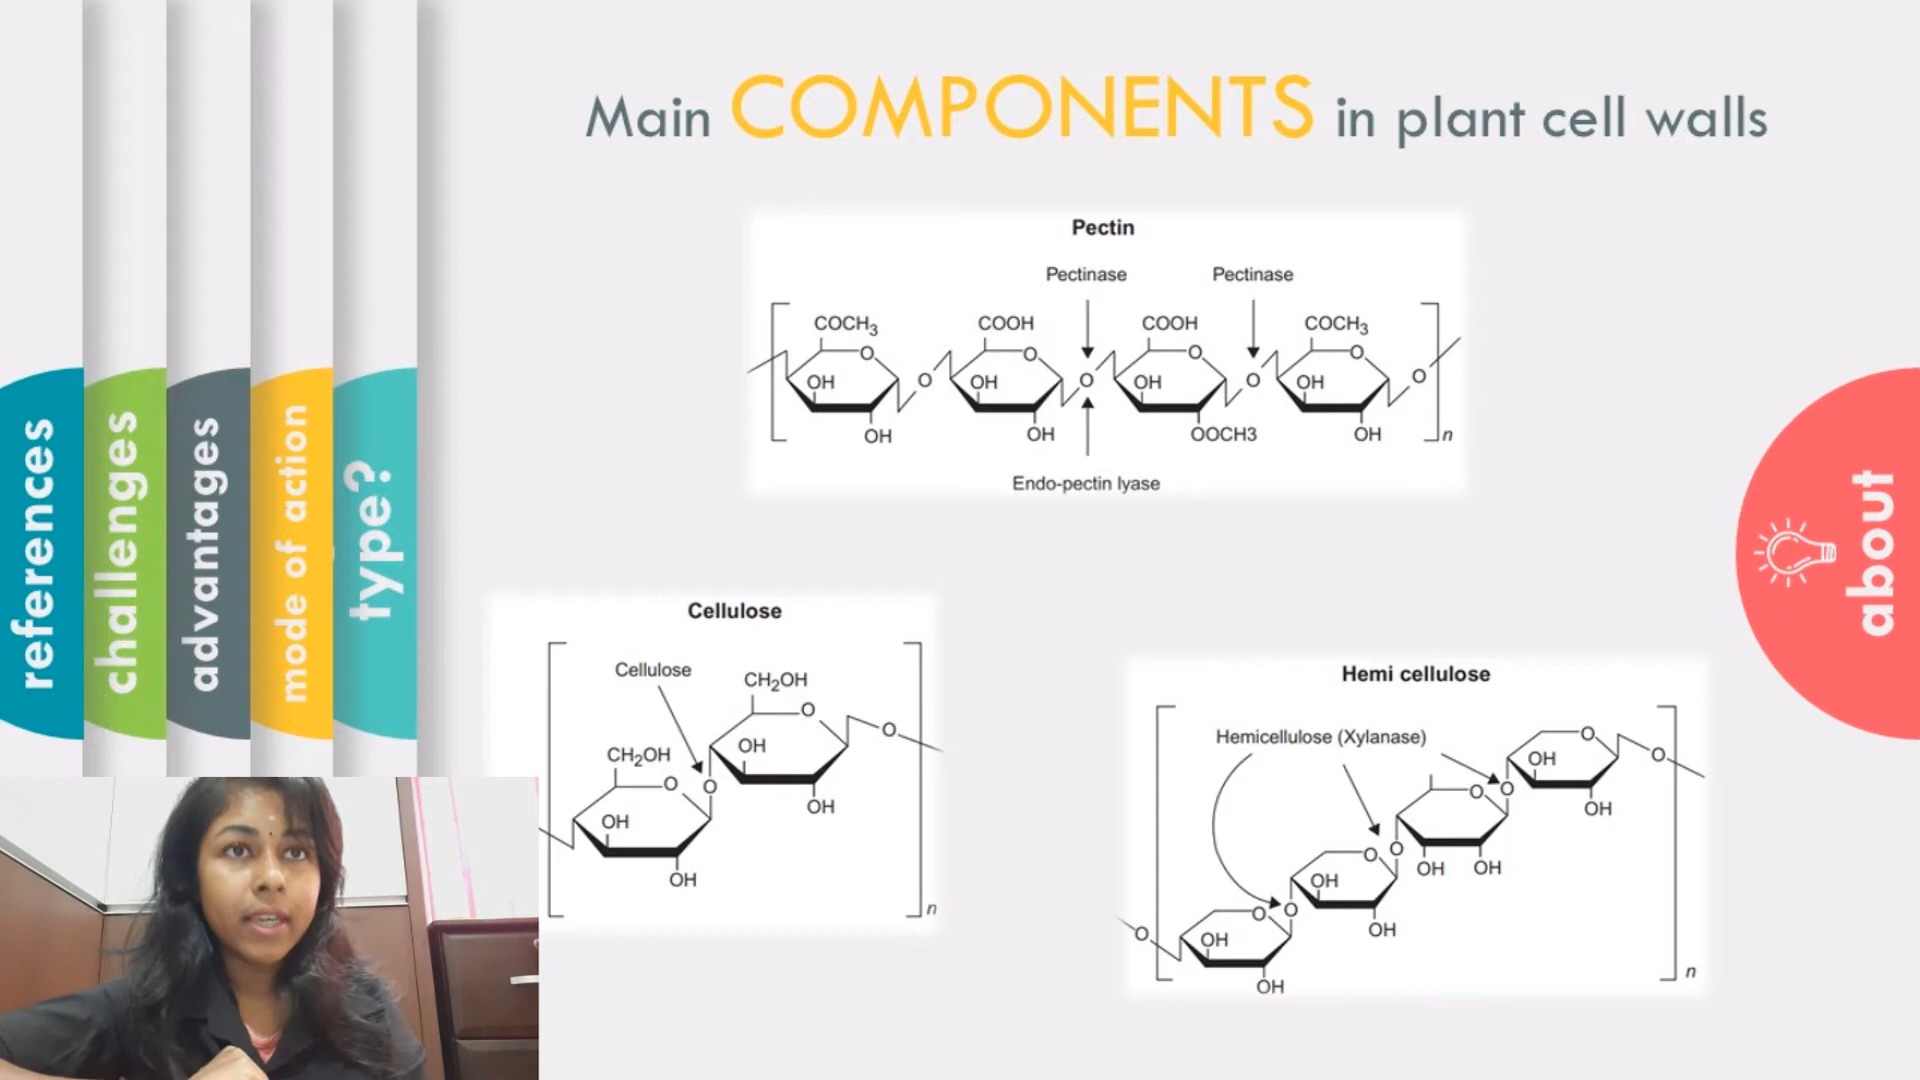 Main COMPONENTS in plant cell walls
Pectin
Pectinase Pectinase
COCH3 COOH COOH COCH3
O O O O
OH O OH O OH O OH O
OH OH OOCH3 OH n
Endo-pectin lyase
references
challenges
advantages
mode of action
type?
about
Cellulose
Cellulose
CH2OH
O
OH O
CH2OH
O O
OH OH
OH
n
Hemi cellulose
Hemicellulose (Xylanase)
O
OH O
O O
OH
O
O
OH OH
OH O
O OH
O
OH
n
OH